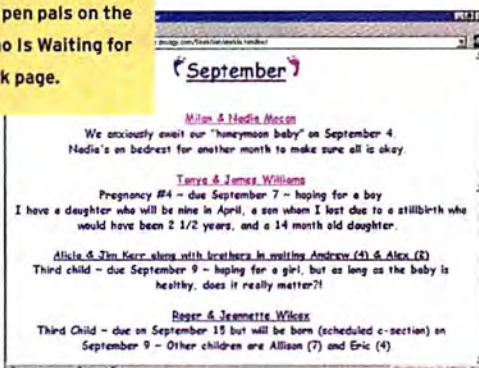 pen pals on the
o Is Waiting for
k page.
September
Milan & Nadia Macan
We anxiously await our "honeymoon baby" on September 4.
Nadia's on bedrest for another month to make sure all is okay.
Tanya & James Williams
Pregnancy #4 ~ due September 7 ~ hoping for a boy
I have a daughter who will be nine in April, a son whom I lost due to a stillbirth who
would have been 2 1/2 years, and a 14 month old daughter.
Alicia & Jim Kerr along with brothers in waiting Andrew (4) & Alex (2)
Third child ~ due September 9 ~ hoping for a girl, but as long as the baby is
healthy, does it really matter?!
Roger & Jeannette Wilcox
Third Child ~ due on September 15 but will be born (scheduled c-section) on
September 9 ~ Other children are Allison (7) and Eric (4)